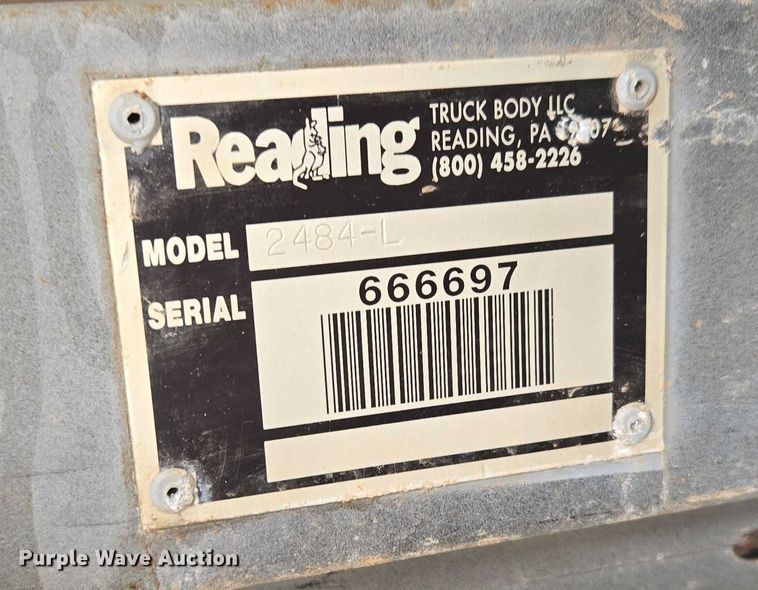 Reading
TRUCK BODY LLC
READING, PA
(800) 458-2226
MODEL 2484-L
SERIAL 666697
Purple Wave Auction